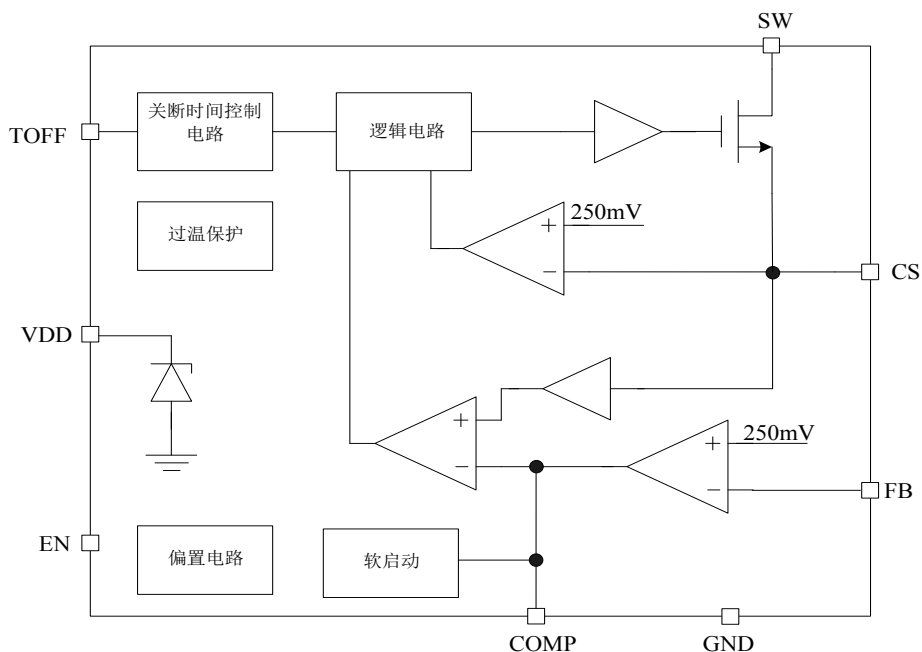 SW
TOFF
关断时间控制
电路
逻辑电路
过温保护
250mV
+
−
CS
VDD
+
−
250mV
+
−
FB
EN
偏置电路
软启动
COMP
GND